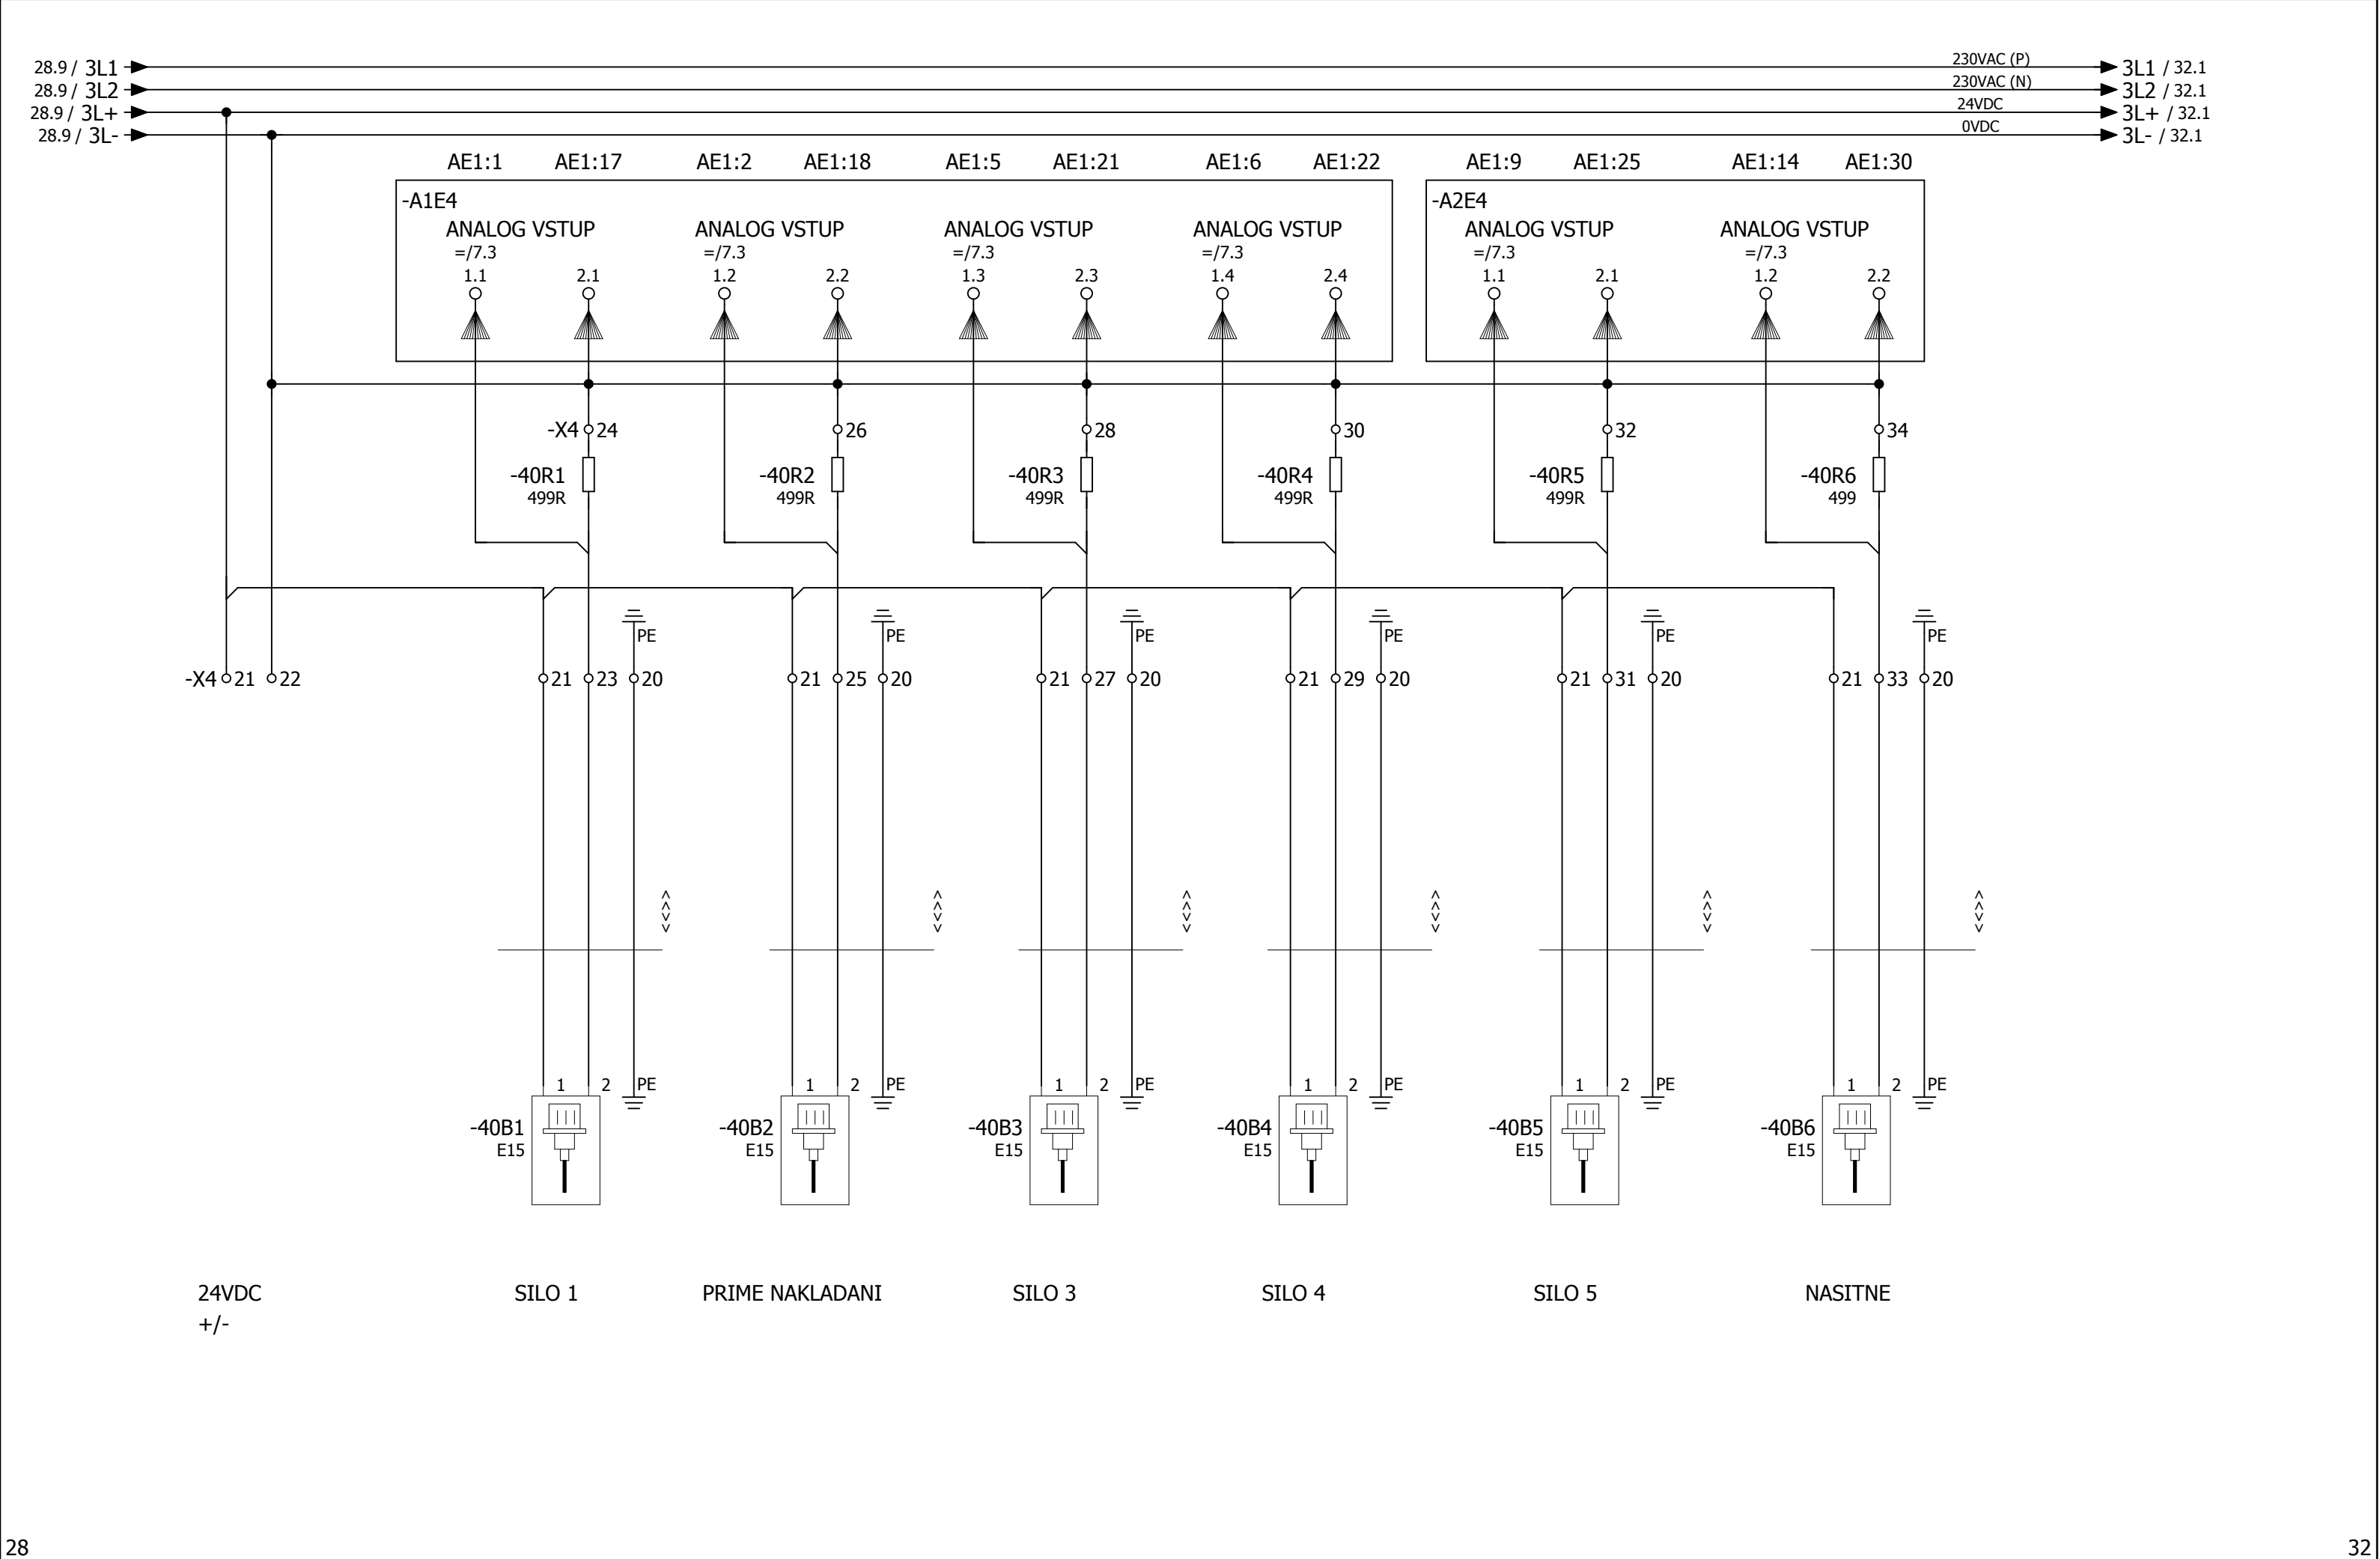 28.9 / 3L1 230VAC (P) 3L1 / 32.1
28.9 / 3L2 230VAC (N) 3L2 / 32.1
28.9 / 3L+ 24VDC 3L+ / 32.1
28.9 / 3L- 0VDC 3L- / 32.1
AE1:1 AE1:17 AE1:2 AE1:18 AE1:5 AE1:21 AE1:6 AE1:22 AE1:9 AE1:25 AE1:14 AE1:30
-A1E4 -A2E4
ANALOG VSTUP ANALOG VSTUP ANALOG VSTUP ANALOG VSTUP ANALOG VSTUP ANALOG VSTUP
=/7.3 =/7.3 =/7.3 =/7.3 =/7.3 =/7.3
1.1 2.1 1.2 2.2 1.3 2.3 1.4 2.4 1.1 2.1 1.2 2.2
-X4 24 26 28 30 32 34
-40R1 -40R2 -40R3 -40R4 -40R5 -40R6
499R 499R 499R 499R 499R 499
PE PE PE PE PE PE
-X4 21 22 21 23 20 21 25 20 21 27 20 21 29 20 21 31 20 21 33 20
1 2 PE 1 2 PE 1 2 PE 1 2 PE 1 2 PE 1 2 PE
-40B1 -40B2 -40B3 -40B4 -40B5 -40B6
E15 E15 E15 E15 E15 E15
24VDC SILO 1 PRIME NAKLADANI SILO 3 SILO 4 SILO 5 NASITNE
+/-
28 32